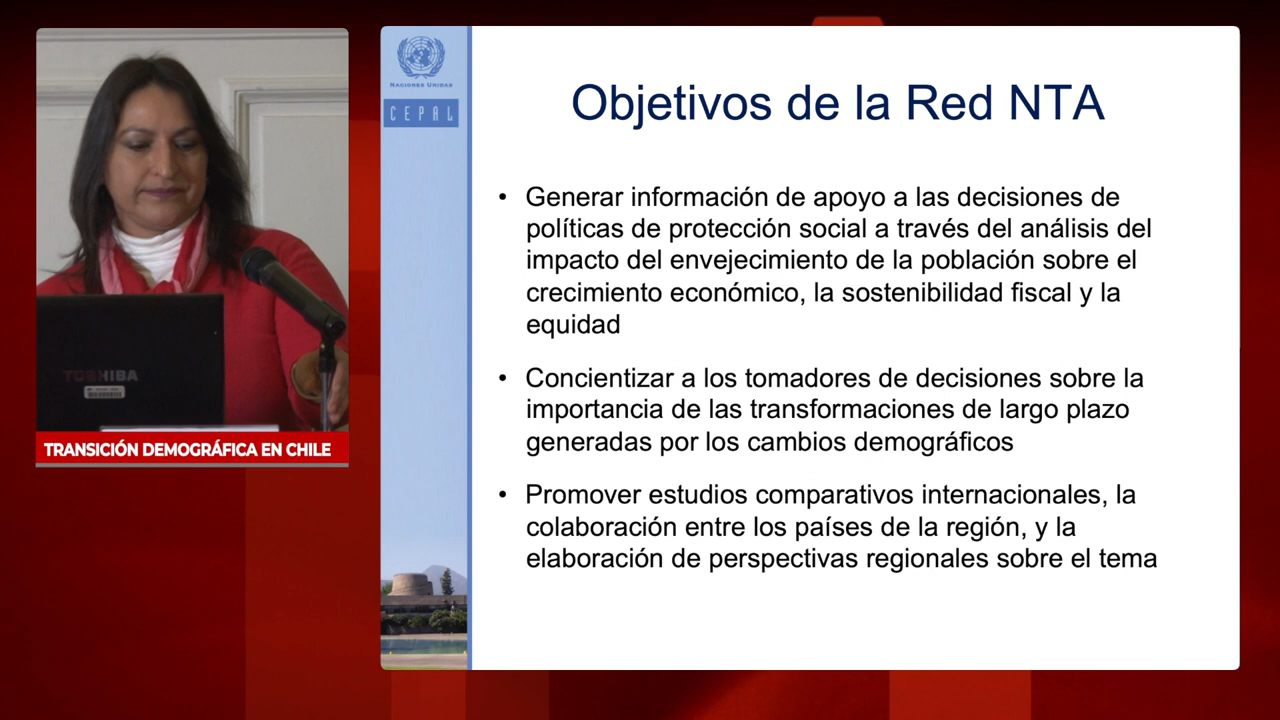 TOSHIBA
TRANSICIÓN DEMOGRÁFICA EN CHILE
NACIONES UNIDAS
CEPAL
Objetivos de la Red NTA
• Generar información de apoyo a las decisiones de
políticas de protección social a través del análisis del
impacto del envejecimiento de la población sobre el
crecimiento económico, la sostenibilidad fiscal y la
equidad
• Concientizar a los tomadores de decisiones sobre la
importancia de las transformaciones de largo plazo
generadas por los cambios demográficos
• Promover estudios comparativos internacionales, la
colaboración entre los países de la región, y la
elaboración de perspectivas regionales sobre el tema